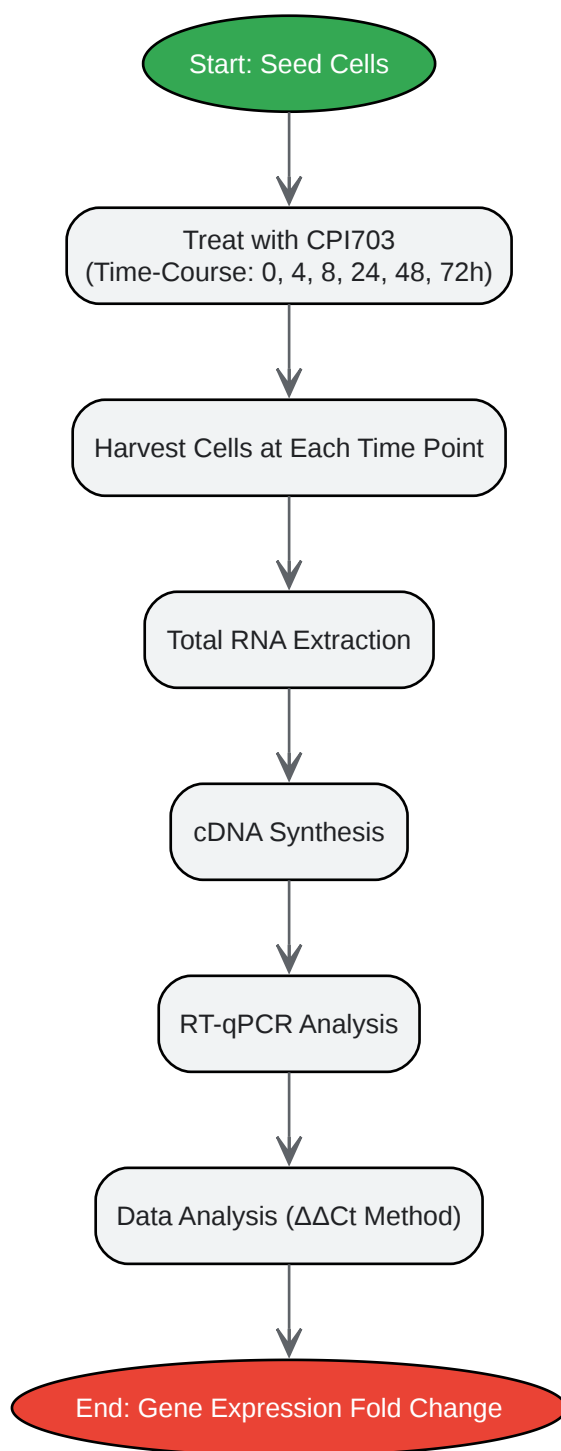 Start: Seed Cells
Treat with CPI703
(Time-Course: 0, 4, 8, 24, 48, 72h)
Harvest Cells at Each Time Point
Total RNA Extraction
cDNA Synthesis
RT-qPCR Analysis
Data Analysis (ΔΔCt Method)
End: Gene Expression Fold Change